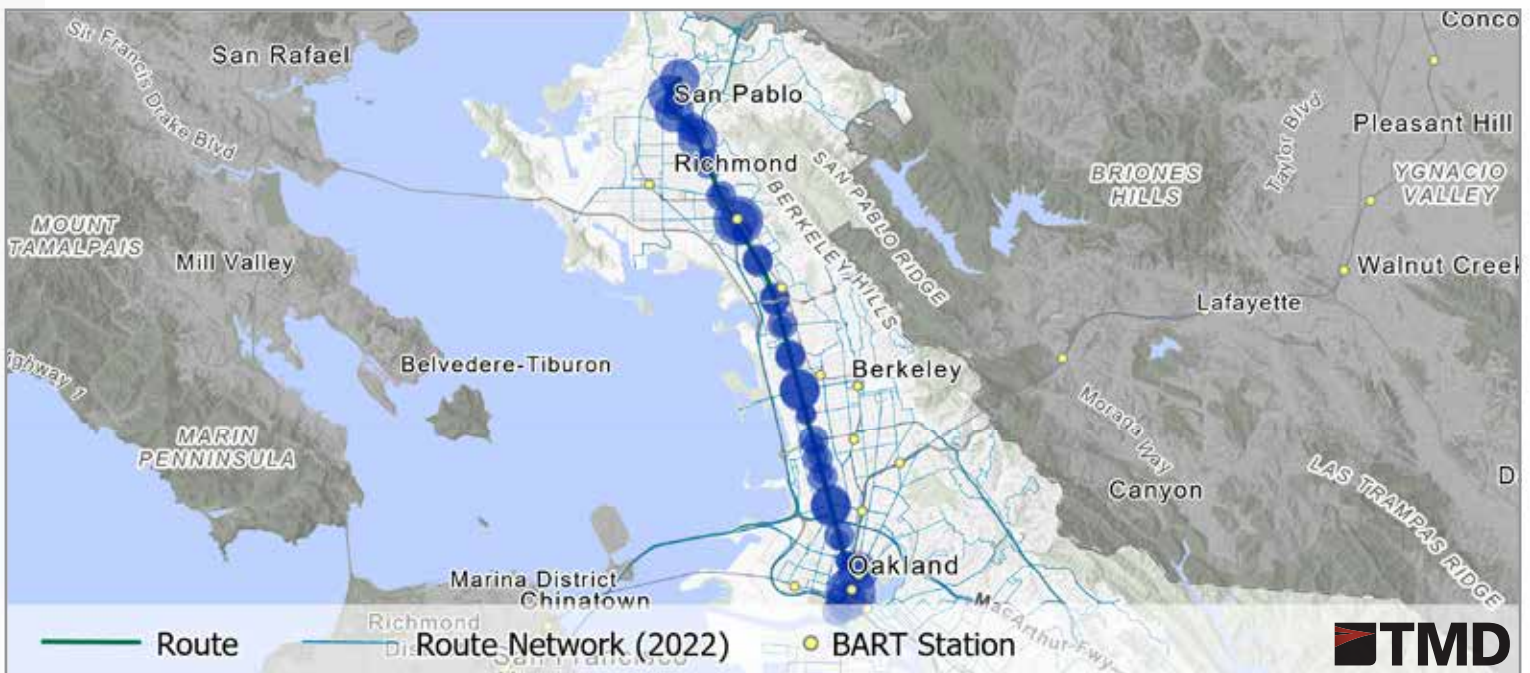 Conco
Sir Francis Drake Blvd
San Rafael
San Pablo
Taylor Blvd
Pleasant Hill
Richmond
SAN PABLO RIDGE
BRIONES
HILLS
YGNACIO
VALLEY
MOUNT
TAMALPAIS
BERKELEY HILLS
Mill Valley
Walnut Creek
Lafayette
Belvedere-Tiburon
Berkeley
ighway 1
Moraga Way
MARIN
PENNINSULA
LAS TRAMPAS RIDGE
D
Canyon
Oakland
Marina District
Chinatown
MacArthur Fwy
Richmond
Dis
San Francisco
Route
Route Network (2022)
BART Station
TMD